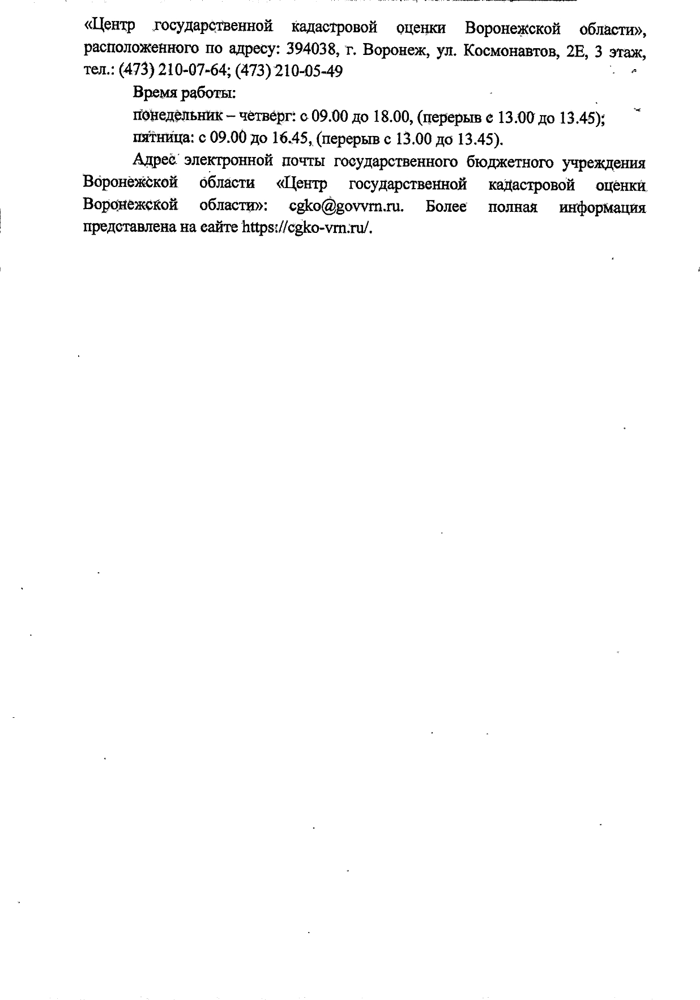 «Центр государственной кадастровой оценки Воронежской области»,
расположенного по адресу: 394038, г. Воронеж, ул. Космонавтов, 2Е, 3 этаж,
тел.: (473) 210-07-64; (473) 210-05-49
Время работы:
понедельник – четверг: с 09.00 до 18.00, (перерыв с 13.00 до 13.45);
пятница: с 09.00 до 16.45, (перерыв с 13.00 до 13.45).
Адрес электронной почты государственного бюджетного учреждения
Воронежской области «Центр государственной кадастровой оценки
Воронежской области»: cgko@govvrn.ru. Более полная информация
представлена на сайте https://cgko-vrn.ru/.